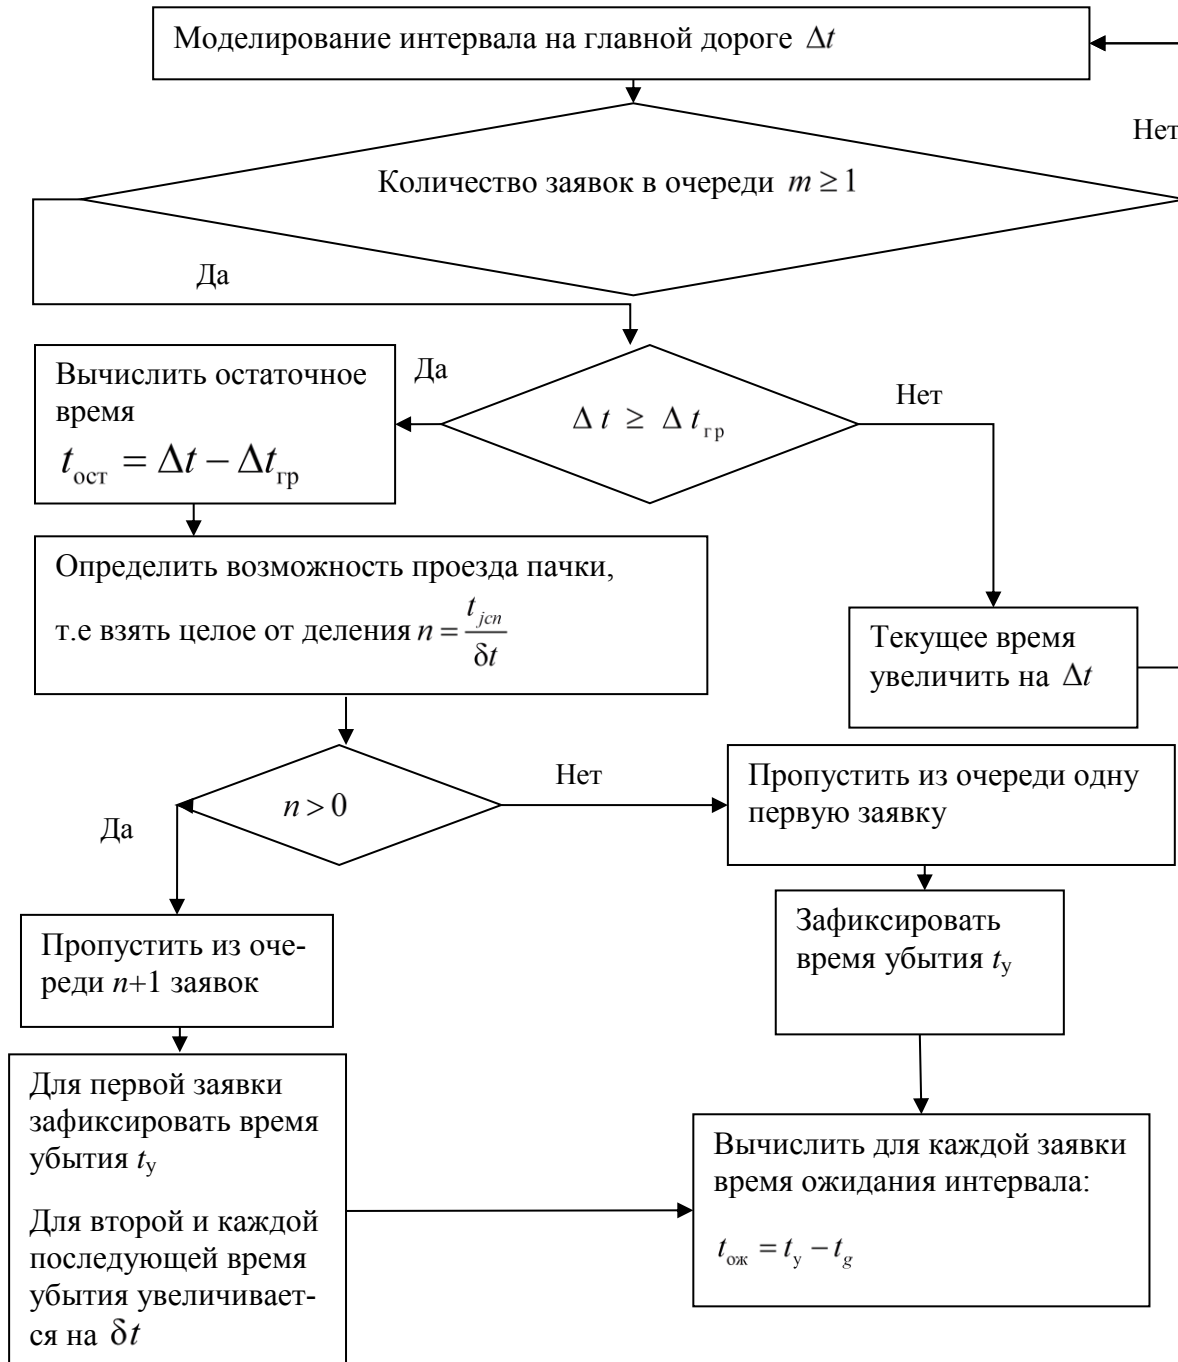 Моделирование интервала на главной дороге Δt
Нет
Количество заявок в очереди m ≥ 1
Да
Вычислить остаточное
время
t_ост = Δt − Δt_гр
Да
Δ t ≥ Δ t_гр
Нет
Определить возможность проезда пачки,
т.е взять целое от деления n = t_jcn / δt
Текущее время
увеличить на Δt
n > 0
Да
Нет
Пропустить из очереди одну
первую заявку
Пропустить из оче-
реди n+1 заявок
Зафиксировать
время убытия t_у
Для первой заявки
зафиксировать время
убытия t_у
Для второй и каждой
последующей время
убытия увеличивает-
ся на δt
Вычислить для каждой заявки
время ожидания интервала:
t_ож = t_у − t_g